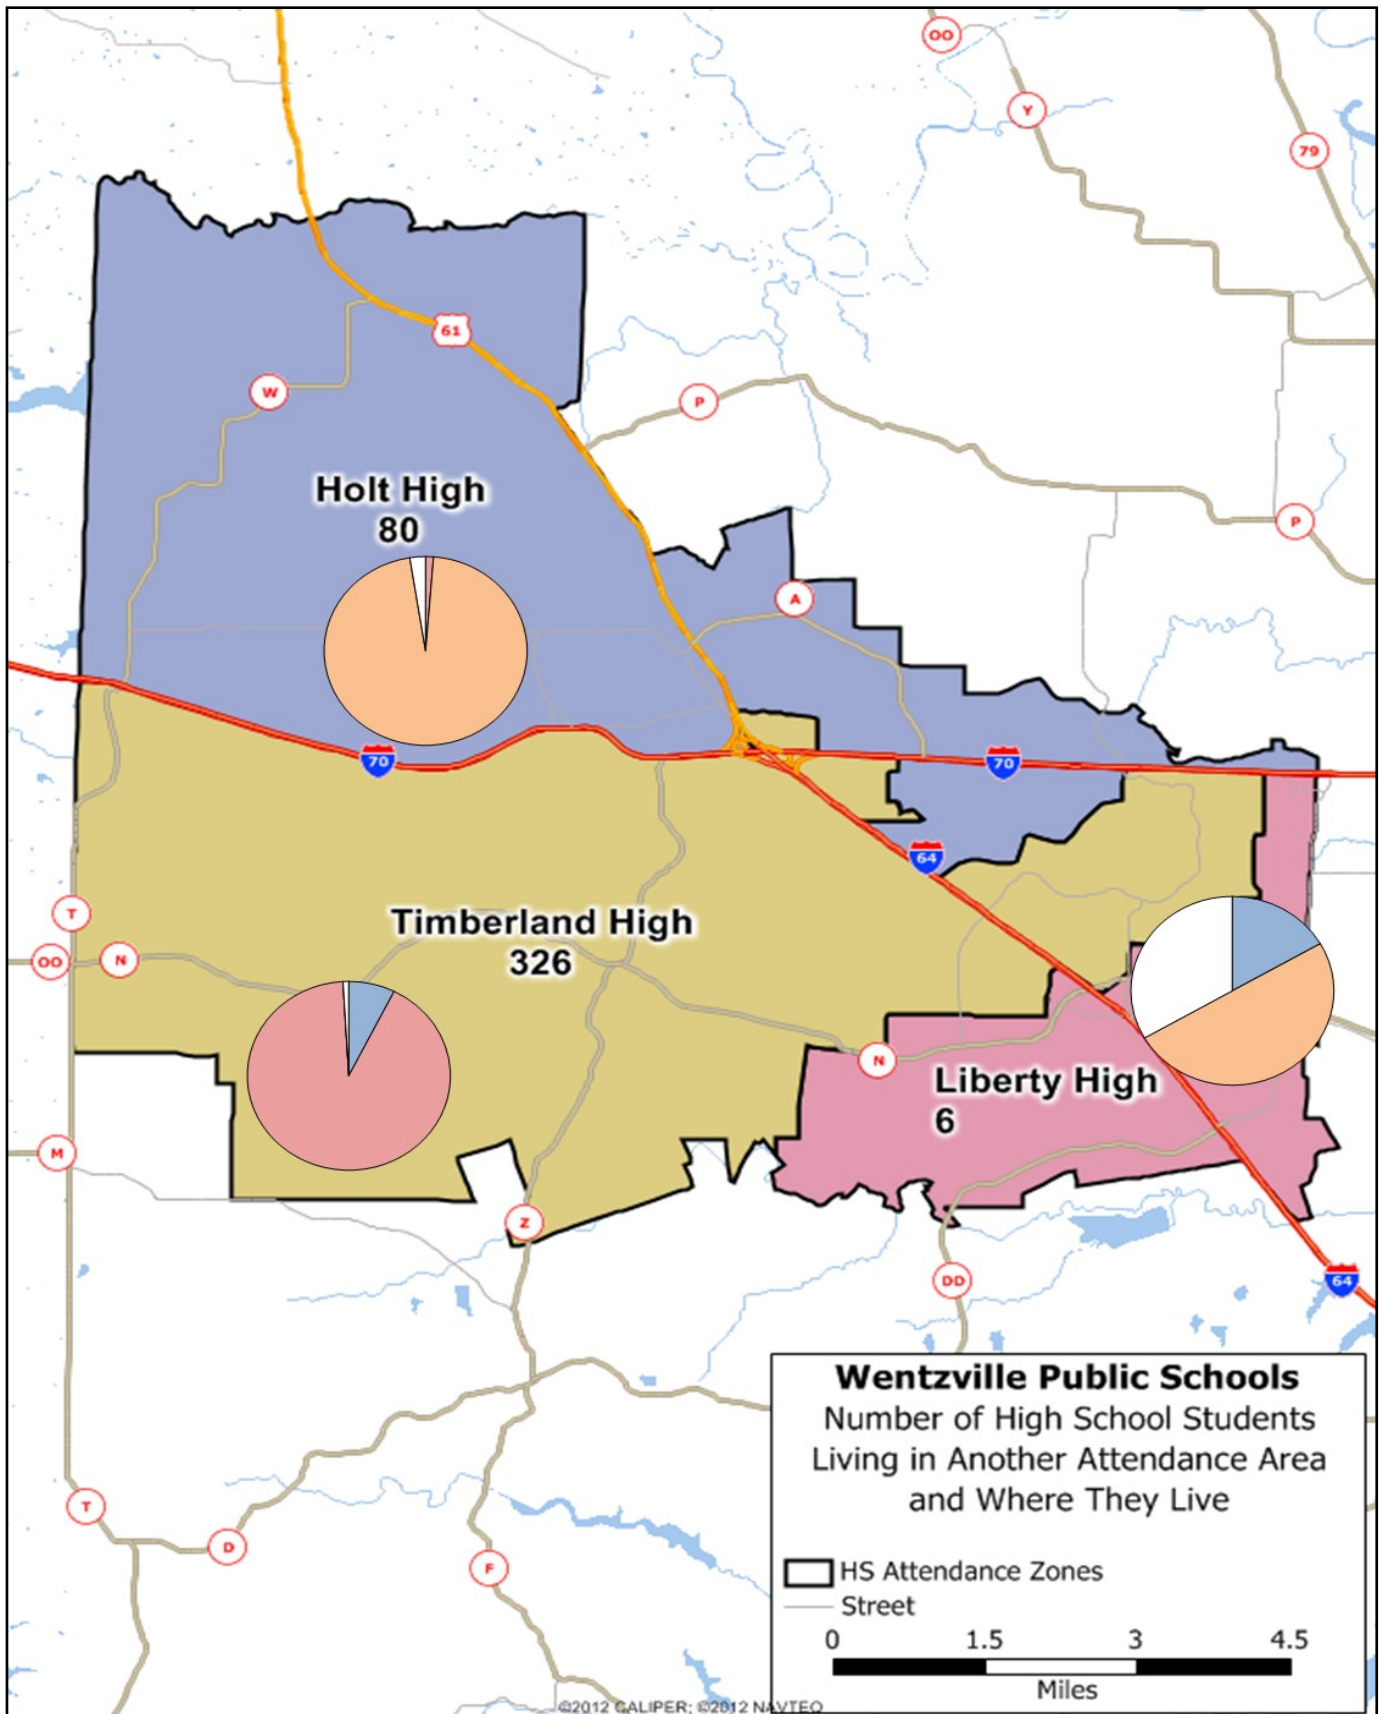 OO
Y
79
61
W
P
Holt High
80
P
A
70
70
64
Timberland High
326
T
OO
N
N
Liberty High
6
M
Z
DD
64
Wentzville Public Schools
Number of High School Students
Living in Another Attendance Area
and Where They Live
T
D
F
HS Attendance Zones
Street
0 1.5 3 4.5
Miles
©2012 CALIPER; ©2012 NAVTEQ